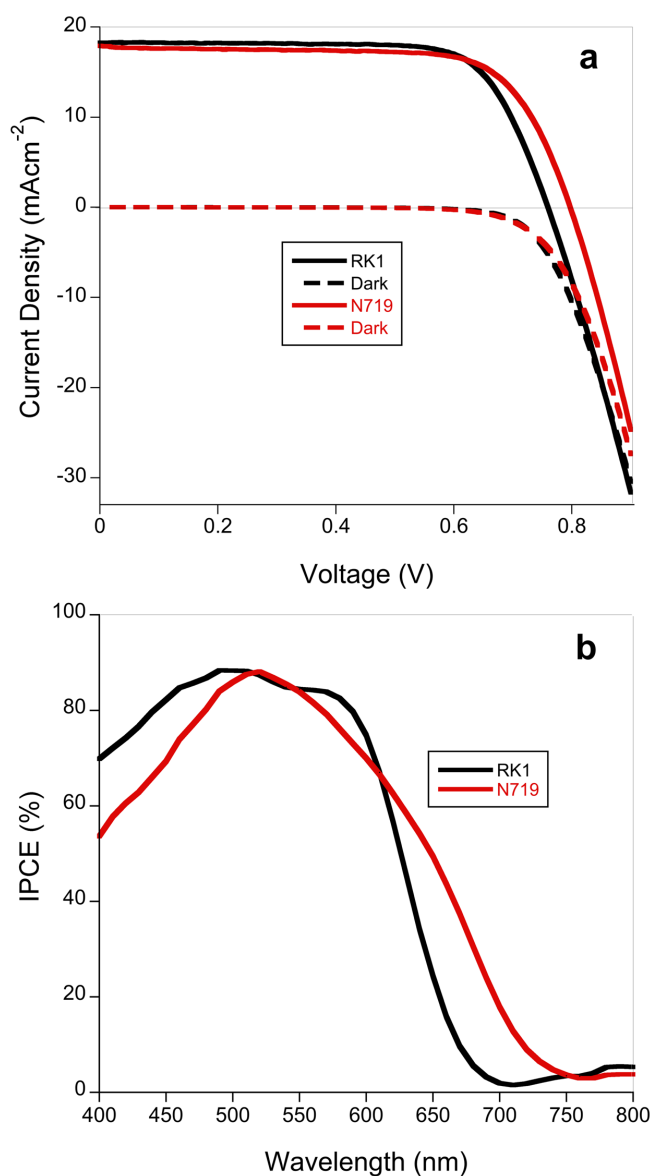 a
20
10
0
-10
-20
-30
Current Density (mAcm⁻²)
RK1
Dark
N719
Dark
0
0.2
0.4
0.6
0.8
Voltage (V)
b
100
80
60
40
20
0
IPCE (%)
RK1
N719
400
450
500
550
600
650
700
750
800
Wavelength (nm)